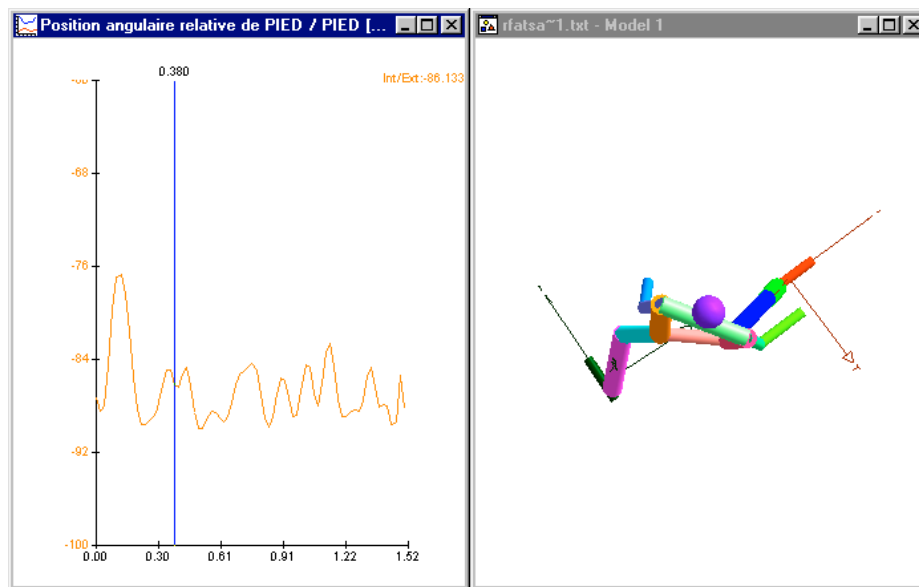 Position angulaire relative de PIED / PIED [...
rfatsa~1.txt - Model 1
0.380
Int/Ext:-86.133
-68
-76
-84
-92
-100
0.00 0.30 0.61 0.91 1.22 1.52